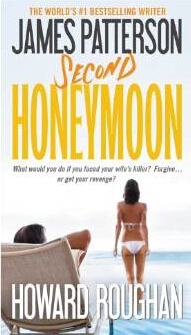 THE WORLD'S #1 BESTSELLING WRITER
JAMES PATTERSON
SECOND
HONEYMOON
What would you do if you faced your wife's killer? Forgive...
or get your revenge?
HOWARD ROUGHAN